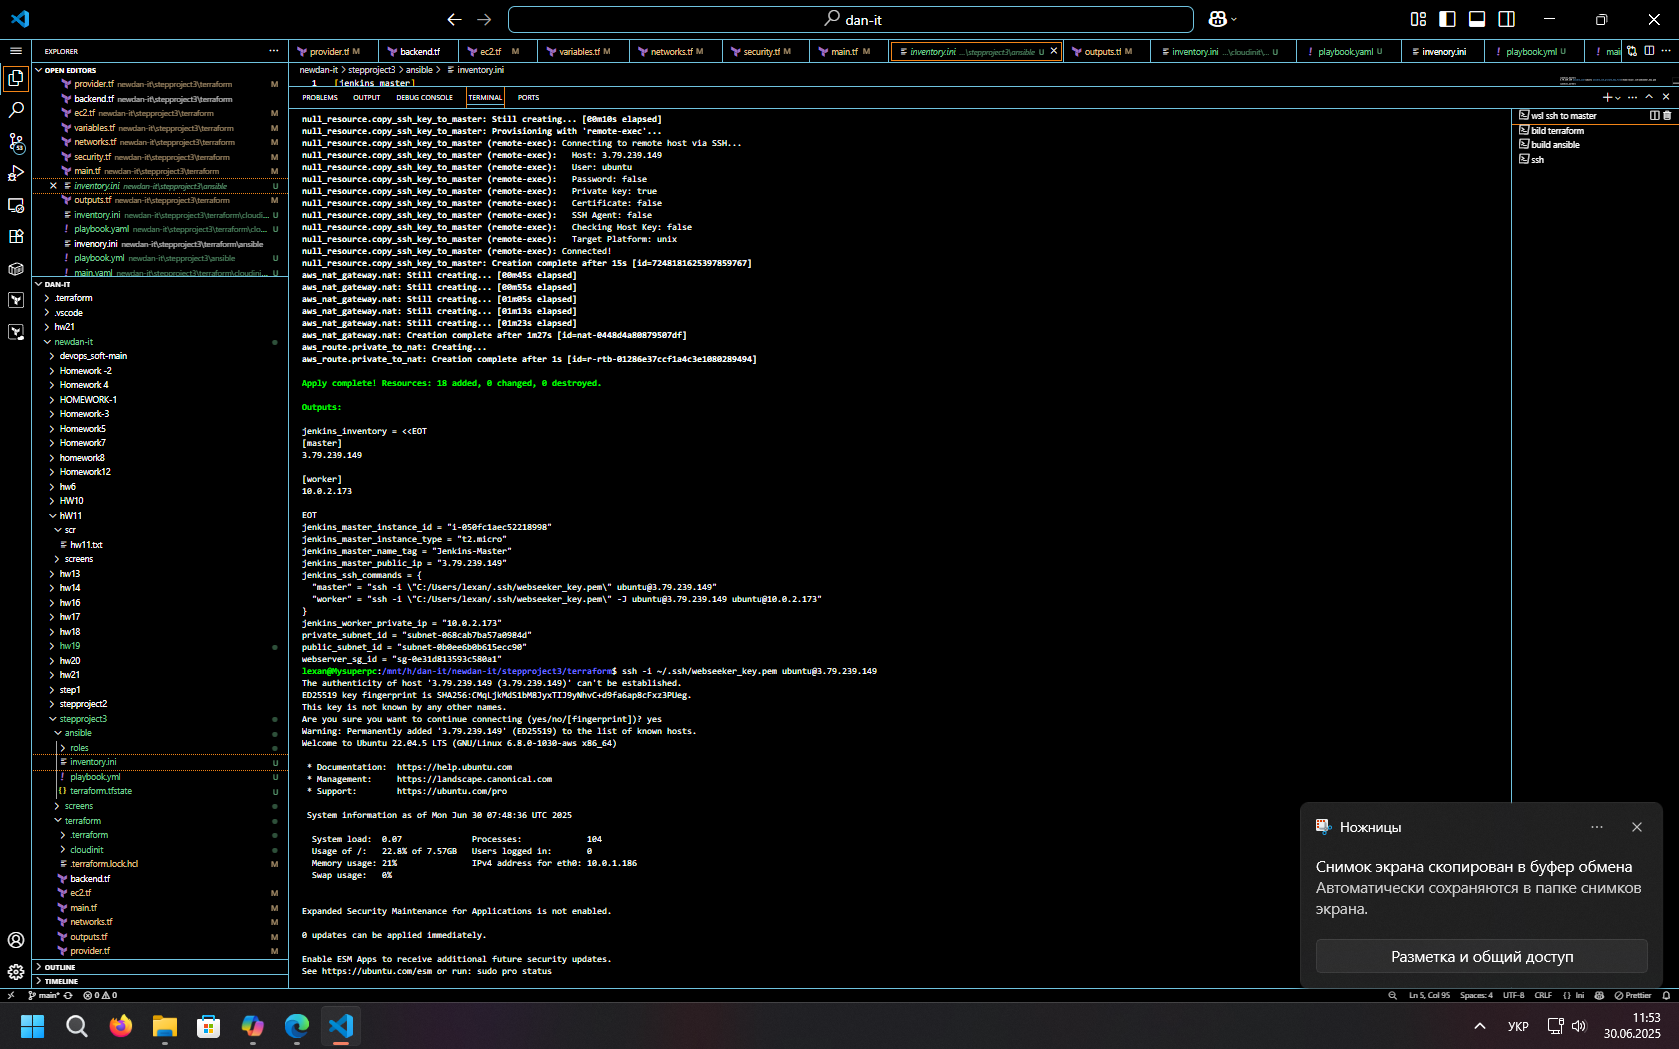 dan-it
EXPLORER
OPEN EDITORS
provider.tf newdan-it\stepproject3\terraform M
backend.tf newdan-it\stepproject3\terraform
ec2.tf newdan-it\stepproject3\terraform M
variables.tf newdan-it\stepproject3\terraform M
networks.tf newdan-it\stepproject3\terraform M
security.tf newdan-it\stepproject3\terraform M
main.tf newdan-it\stepproject3\terraform M
inventory.ini newdan-it\stepproject3\ansible U
outputs.tf newdan-it\stepproject3\terraform M
inventory.ini newdan-it\stepproject3\terraform\cloudi... U
playbook.yaml newdan-it\stepproject3\terraform\clo... U
invenory.ini newdan-it\stepproject3\terraform\ansible
playbook.yml newdan-it\stepproject3\ansible U
main.yaml newdan-it\stepproject3\terraform\cloudinit... U
DAN-IT
.terraform
.vscode
hw21
newdan-it
devops_soft-main
Homework -2
Homework 4
HOMEWORK-1
Homework-3
Homework5
Homework7
homework8
Homework12
hw6
HW10
hW11
scr
hw11.txt
screens
hw13
hw14
hw16
hw17
hw18
hw19
hw20
hw21
step1
stepproject2
stepproject3
ansible
roles
inventory.ini U
playbook.yml U
terraform.tfstate U
screens
terraform
.terraform
cloudinit
.terraform.lock.hcl M
backend.tf
ec2.tf M
main.tf M
networks.tf M
outputs.tf M
provider.tf M
OUTLINE
TIMELINE
provider.tf M backend.tf ec2.tf M variables.tf M networks.tf M security.tf M main.tf M inventory.ini ...\stepproject3\ansible U outputs.tf M inventory.ini ...\cloudinit\... U playbook.yaml U invenory.ini playbook.yml U mai
newdan-it > stepproject3 > ansible > inventory.ini
1 [jenkins_master]
PROBLEMS OUTPUT DEBUG CONSOLE TERMINAL PORTS
null_resource.copy_ssh_key_to_master: Still creating... [00m10s elapsed]
null_resource.copy_ssh_key_to_master: Provisioning with 'remote-exec'...
null_resource.copy_ssh_key_to_master (remote-exec): Connecting to remote host via SSH...
null_resource.copy_ssh_key_to_master (remote-exec): Host: 3.79.239.149
null_resource.copy_ssh_key_to_master (remote-exec): User: ubuntu
null_resource.copy_ssh_key_to_master (remote-exec): Password: false
null_resource.copy_ssh_key_to_master (remote-exec): Private key: true
null_resource.copy_ssh_key_to_master (remote-exec): Certificate: false
null_resource.copy_ssh_key_to_master (remote-exec): SSH Agent: false
null_resource.copy_ssh_key_to_master (remote-exec): Checking Host Key: false
null_resource.copy_ssh_key_to_master (remote-exec): Target Platform: unix
null_resource.copy_ssh_key_to_master (remote-exec): Connected!
null_resource.copy_ssh_key_to_master: Creation complete after 15s [id=7248181625397859767]
aws_nat_gateway.nat: Still creating... [00m45s elapsed]
aws_nat_gateway.nat: Still creating... [00m55s elapsed]
aws_nat_gateway.nat: Still creating... [01m05s elapsed]
aws_nat_gateway.nat: Still creating... [01m13s elapsed]
aws_nat_gateway.nat: Still creating... [01m23s elapsed]
aws_nat_gateway.nat: Creation complete after 1m27s [id=nat-0448d4a80879507df]
aws_route.private_to_nat: Creating...
aws_route.private_to_nat: Creation complete after 1s [id=r-rtb-01286e37ccf1a4c3e1080289494]
Apply complete! Resources: 18 added, 0 changed, 0 destroyed.
Outputs:
jenkins_inventory = <<EOT
[master]
3.79.239.149
[worker]
10.0.2.173
EOT
jenkins_master_instance_id = "i-050fc1aec52218998"
jenkins_master_instance_type = "t2.micro"
jenkins_master_name_tag = "Jenkins-Master"
jenkins_master_public_ip = "3.79.239.149"
jenkins_ssh_commands = {
"master" = "ssh -i \"C:/Users/lexan/.ssh/webseeker_key.pem\" ubuntu@3.79.239.149"
"worker" = "ssh -i \"C:/Users/lexan/.ssh/webseeker_key.pem\" -J ubuntu@3.79.239.149 ubuntu@10.0.2.173"
}
jenkins_worker_private_ip = "10.0.2.173"
private_subnet_id = "subnet-068cab7ba57a0984d"
public_subnet_id = "subnet-0b0ee6b0b615ecc90"
webserver_sg_id = "sg-0e31d813593c580a1"
lexan@Mysuperpc:/mnt/h/dan-it/newdan-it/stepproject3/terraform$ ssh -i ~/.ssh/webseeker_key.pem ubuntu@3.79.239.149
The authenticity of host '3.79.239.149 (3.79.239.149)' can't be established.
ED25519 key fingerprint is SHA256:CMqLjkMdS1bM8JyxTIJ9yNhvC+d9fa6ap8cFxz3PUeg.
This key is not known by any other names.
Are you sure you want to continue connecting (yes/no/[fingerprint])? yes
Warning: Permanently added '3.79.239.149' (ED25519) to the list of known hosts.
Welcome to Ubuntu 22.04.5 LTS (GNU/Linux 6.8.0-1030-aws x86_64)
* Documentation: https://help.ubuntu.com
* Management: https://landscape.canonical.com
* Support: https://ubuntu.com/pro
System information as of Mon Jun 30 07:48:36 UTC 2025
System load: 0.07 Processes: 104
Usage of /: 22.8% of 7.57GB Users logged in: 0
Memory usage: 21% IPv4 address for eth0: 10.0.1.186
Swap usage: 0%
Expanded Security Maintenance for Applications is not enabled.
0 updates can be applied immediately.
Enable ESM Apps to receive additional future security updates.
See https://ubuntu.com/esm or run: sudo pro status
wsl ssh to master
bild terraform
build ansible
ssh
Ножницы
Снимок экрана скопирован в буфер обмена
Автоматически сохраняются в папке снимков
экрана.
Разметка и общий доступ
main* 0 0 Ln 5, Col 95 Spaces: 4 UTF-8 CRLF {} Ini Prettier
53
УКР
11:53
30.06.2025